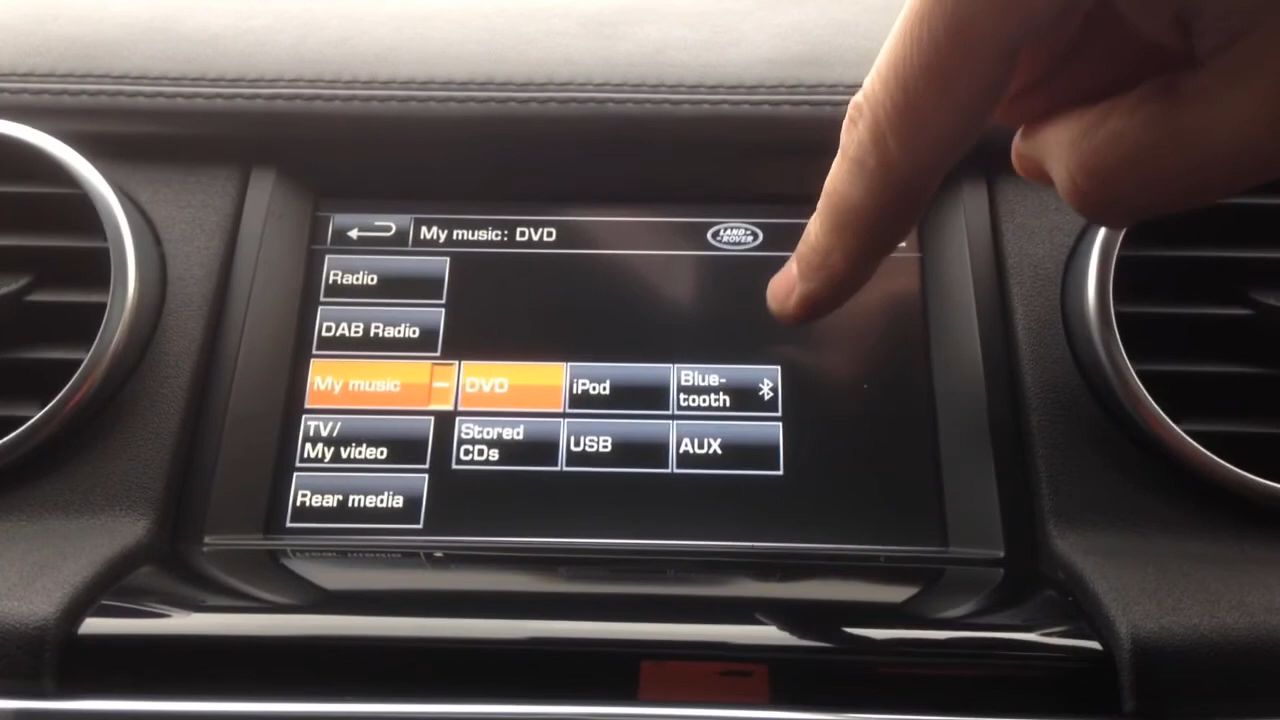 My music: DVD
LAND-
-ROVER
Radio
DAB Radio
My music
DVD
iPod
Blue-
tooth
TV/
My video
Stored
CDs
USB
AUX
Rear media